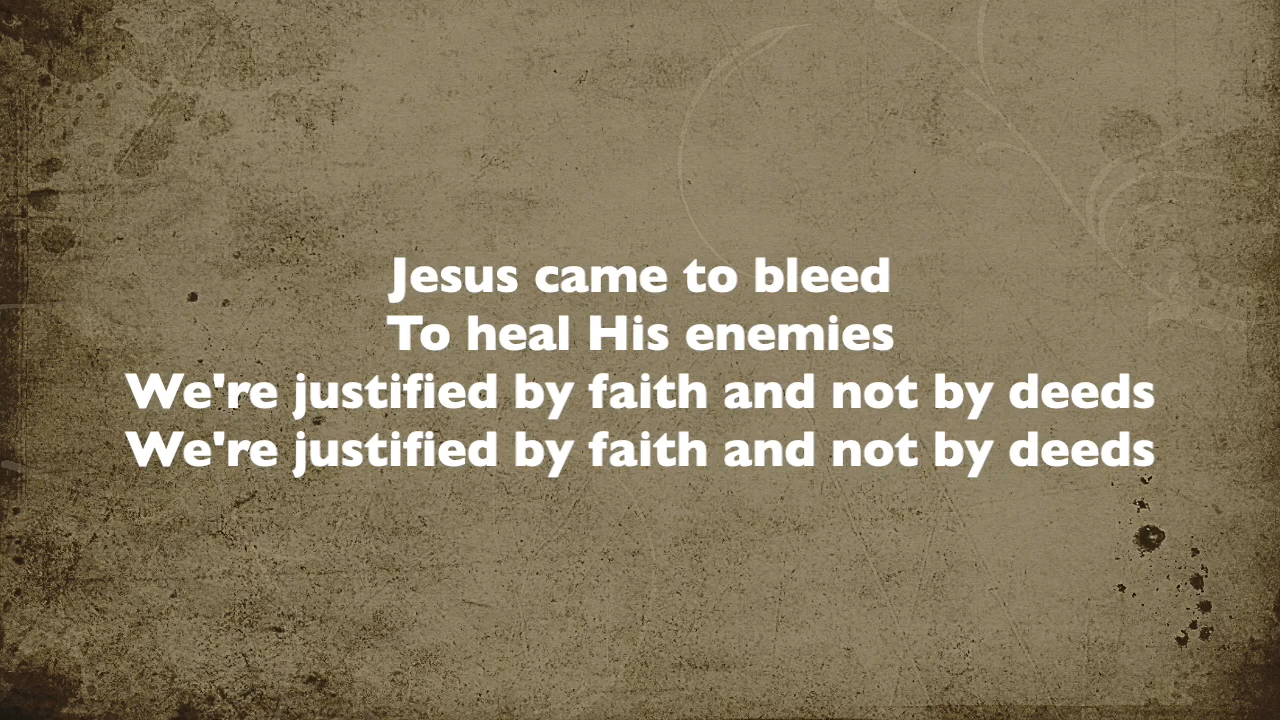 Jesus came to bleed
To heal His enemies
We're justified by faith and not by deeds
We're justified by faith and not by deeds